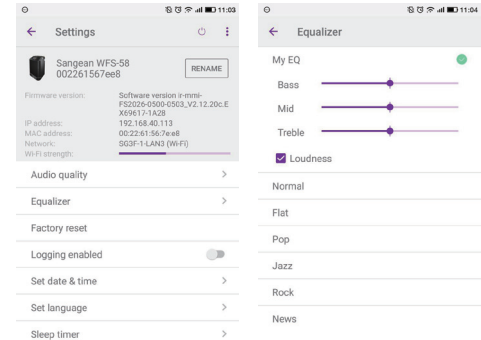 11:03
Settings
Sangean WFS-58
002261567ee8
RENAME
Firmware version:
Software version ir-mmi-
FS2026-0500-0503_V2.12.20c.E
X69617-1A28
IP address:
192.168.40.113
MAC address:
00:22:61:56:7e:e8
Network:
SG3F-1-LAN3 (Wi-Fi)
Wi-Fi strength:
Audio quality
Equalizer
Factory reset
Logging enabled
Set date & time
Set language
Sleep timer
11:04
Equalizer
My EQ
Bass
Mid
Treble
Loudness
Normal
Flat
Pop
Jazz
Rock
News